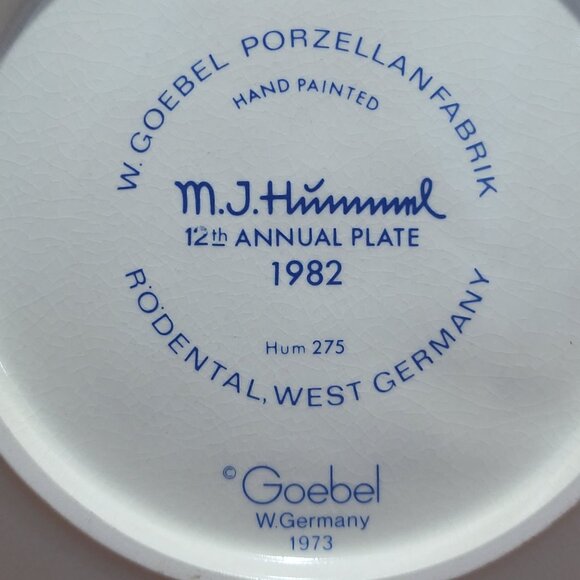 W. GOEBEL PORZELLANFABRIK
HAND PAINTED
M.J.Hummel
12th ANNUAL PLATE
1982
Hum 275
RÖDENTAL, WEST GERMANY
© Goebel
W.Germany
1973